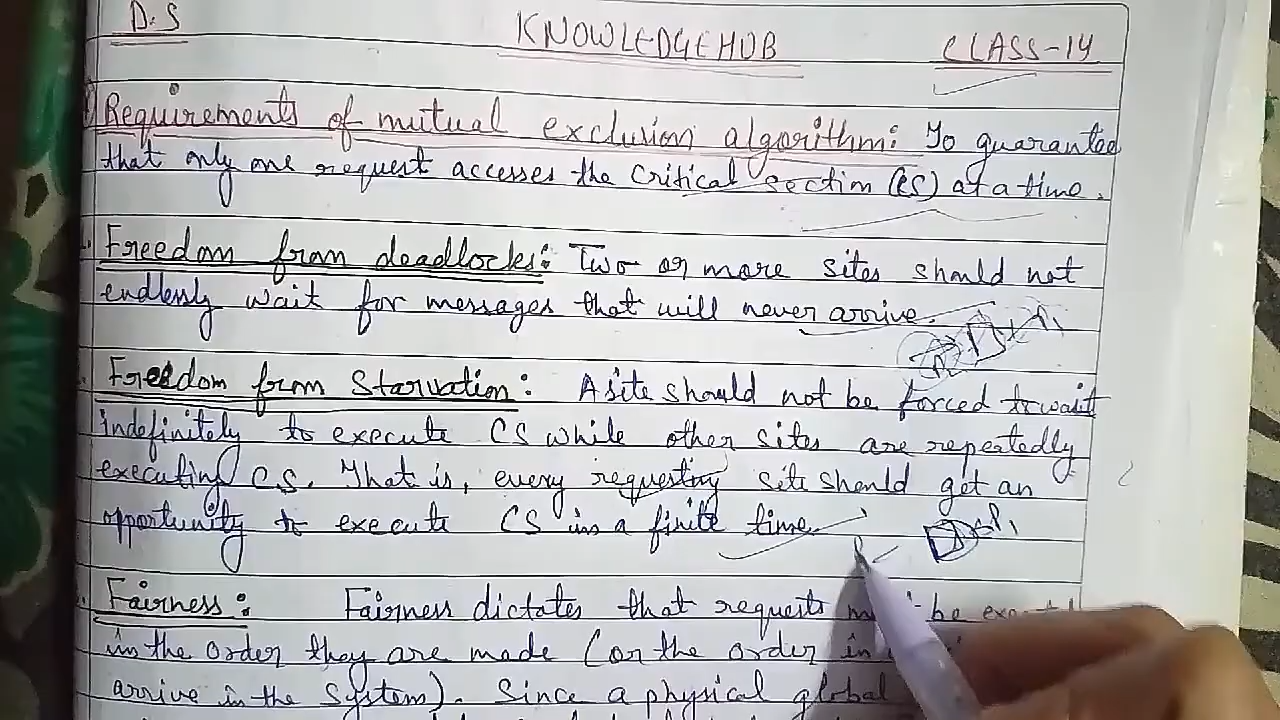 D.S KNOWLEDGEHUB CLASS-14
Requirements of mutual exclusion algorithm: To guaranted
that only one request accesses the critical section (CS) at a time.
Freedom from deadlocks: Two or more sites should not
endlessly wait for messages that will never arrive.
Freedom from Starvation: A site should not be forced to wait
indefinitely to execute CS while other sites are repertedly
executing C.S. That is, every requesting site should get an
opportunity to execute CS in a finite time.
Fairness: Fairness dictates that requests be
in the order they are made (or the order in
arrive in the system). Since a physical global